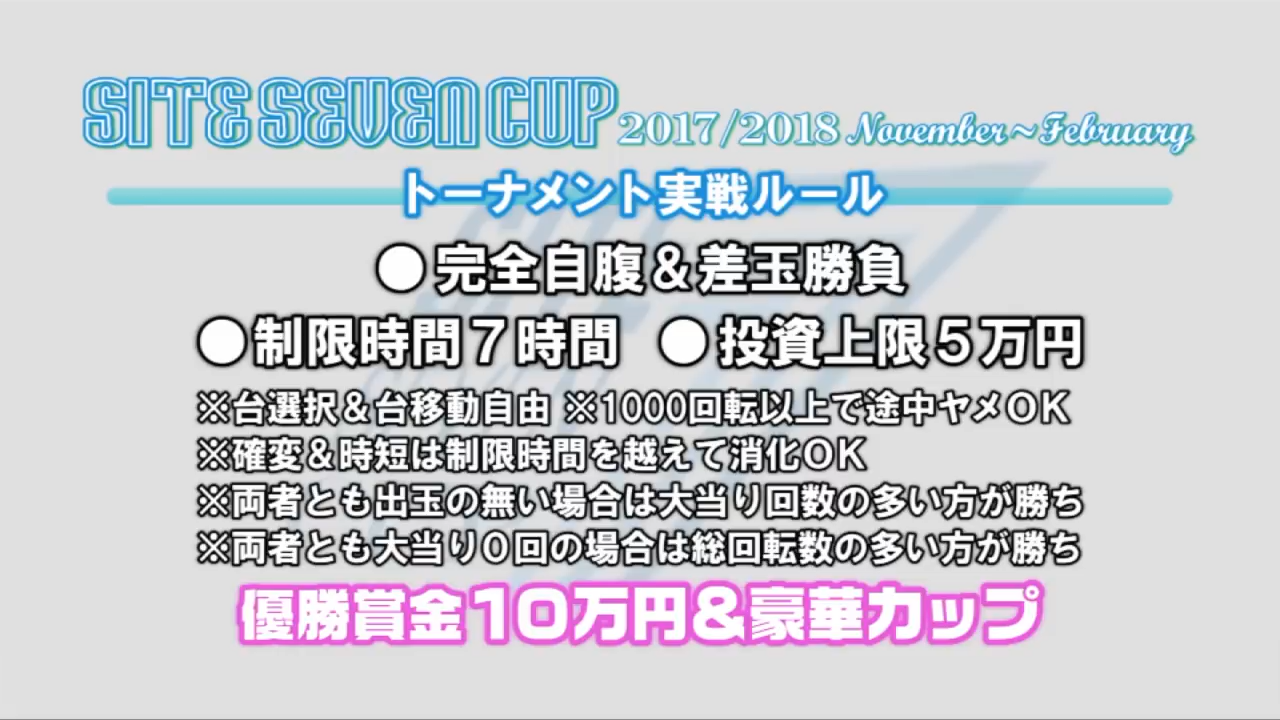 SITE SEVEN CUP 2017/2018 November~February
トーナメント実戦ルール
●完全自腹&差玉勝負
●制限時間7時間 ●投資上限5万円
※台選択&台移動自由 ※1000回転以上で途中ヤメOK
※確変&時短は制限時間を越えて消化OK
※両者とも出玉の無い場合は大当り回数の多い方が勝ち
※両者とも大当り0回の場合は総回転数の多い方が勝ち
優勝賞金10万円&豪華カップ